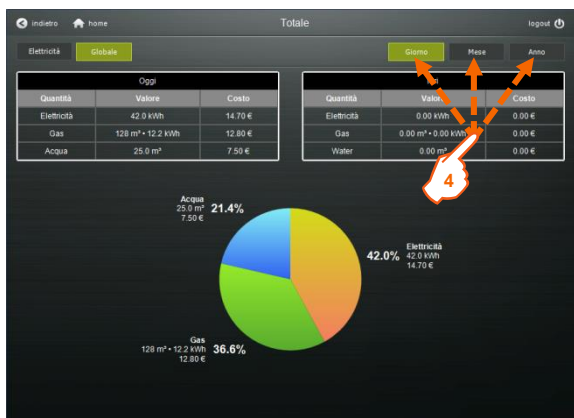 indietro home Totale logout
Elettricità Globale Giorno Mese Anno
Oggi
Quantità Valore Costo Quantità Valore Costo
Elettricità 42.0 kWh 14.70 € Elettricità 0.00 kWh 0.00 €
Gas 128 m³ • 12.2 kWh 12.80 € Gas 0.00 m³ • 0.00 kWh 0.00 €
Acqua 25.0 m³ 7.50 € Water 0.00 m³ 0.00 €
4
Acqua
25.0 m³ 21.4%
7.50 €
Elettricità
42.0% 42.0 kWh
14.70 €
Gas
128 m³ • 12.2 kWh 36.6%
12.80 €